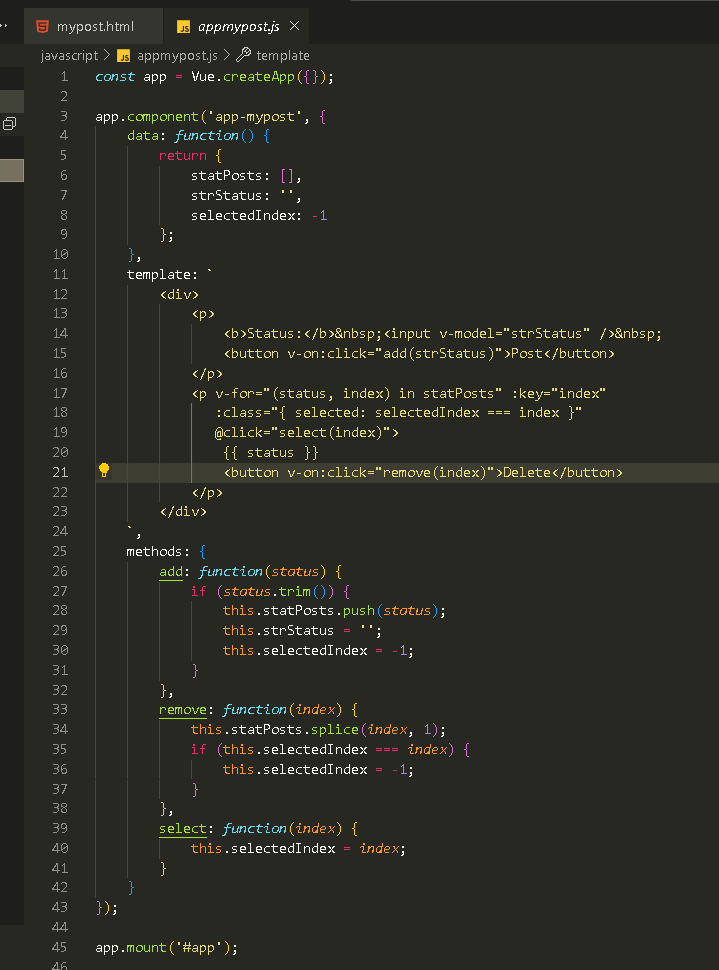 mypost.html JS appmypost.js
javascript > JS appmypost.js > template
1 const app = Vue.createApp({});
2
3 app.component('app-mypost', {
4 data: function() {
5 return {
6 statPosts: [],
7 strStatus: '',
8 selectedIndex: -1
9 };
10 },
11 template: `
12 <div>
13 <p>
14 <b>Status:</b>&nbsp;<input v-model="strStatus" />&nbsp;
15 <button v-on:click="add(strStatus)">Post</button>
16 </p>
17 <p v-for="(status, index) in statPosts" :key="index"
18 :class="{ selected: selectedIndex === index }"
19 @click="select(index)">
20 {{ status }}
21 <button v-on:click="remove(index)">Delete</button>
22 </p>
23 </div>
24 `,
25 methods: {
26 add: function(status) {
27 if (status.trim()) {
28 this.statPosts.push(status);
29 this.strStatus = '';
30 this.selectedIndex = -1;
31 }
32 },
33 remove: function(index) {
34 this.statPosts.splice(index, 1);
35 if (this.selectedIndex === index) {
36 this.selectedIndex = -1;
37 }
38 },
39 select: function(index) {
40 this.selectedIndex = index;
41 }
42 }
43 });
44
45 app.mount('#app');
46